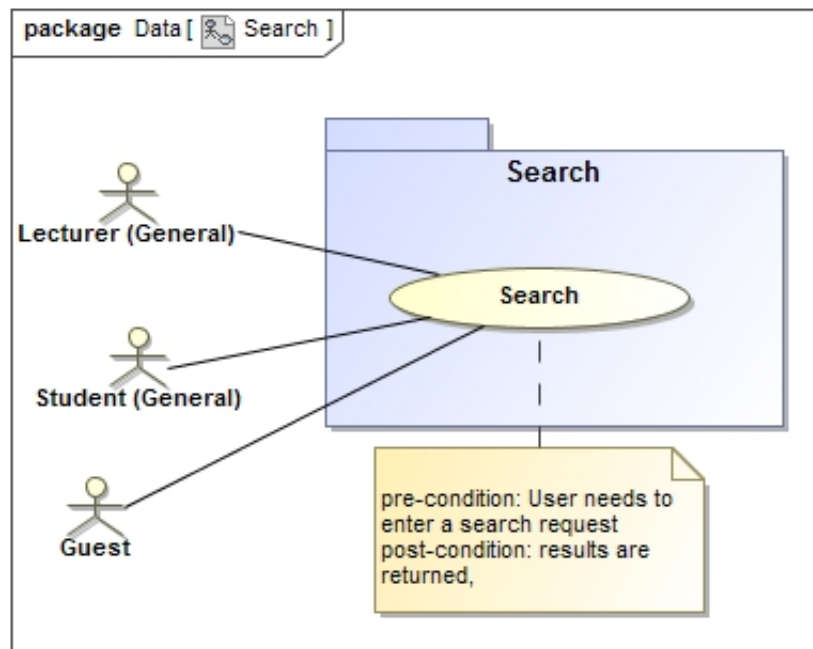 package Data [ Search ]
Search
Lecturer (General)
Search
Student (General)
Guest
pre-condition: User needs to
enter a search request
post-condition: results are
returned,